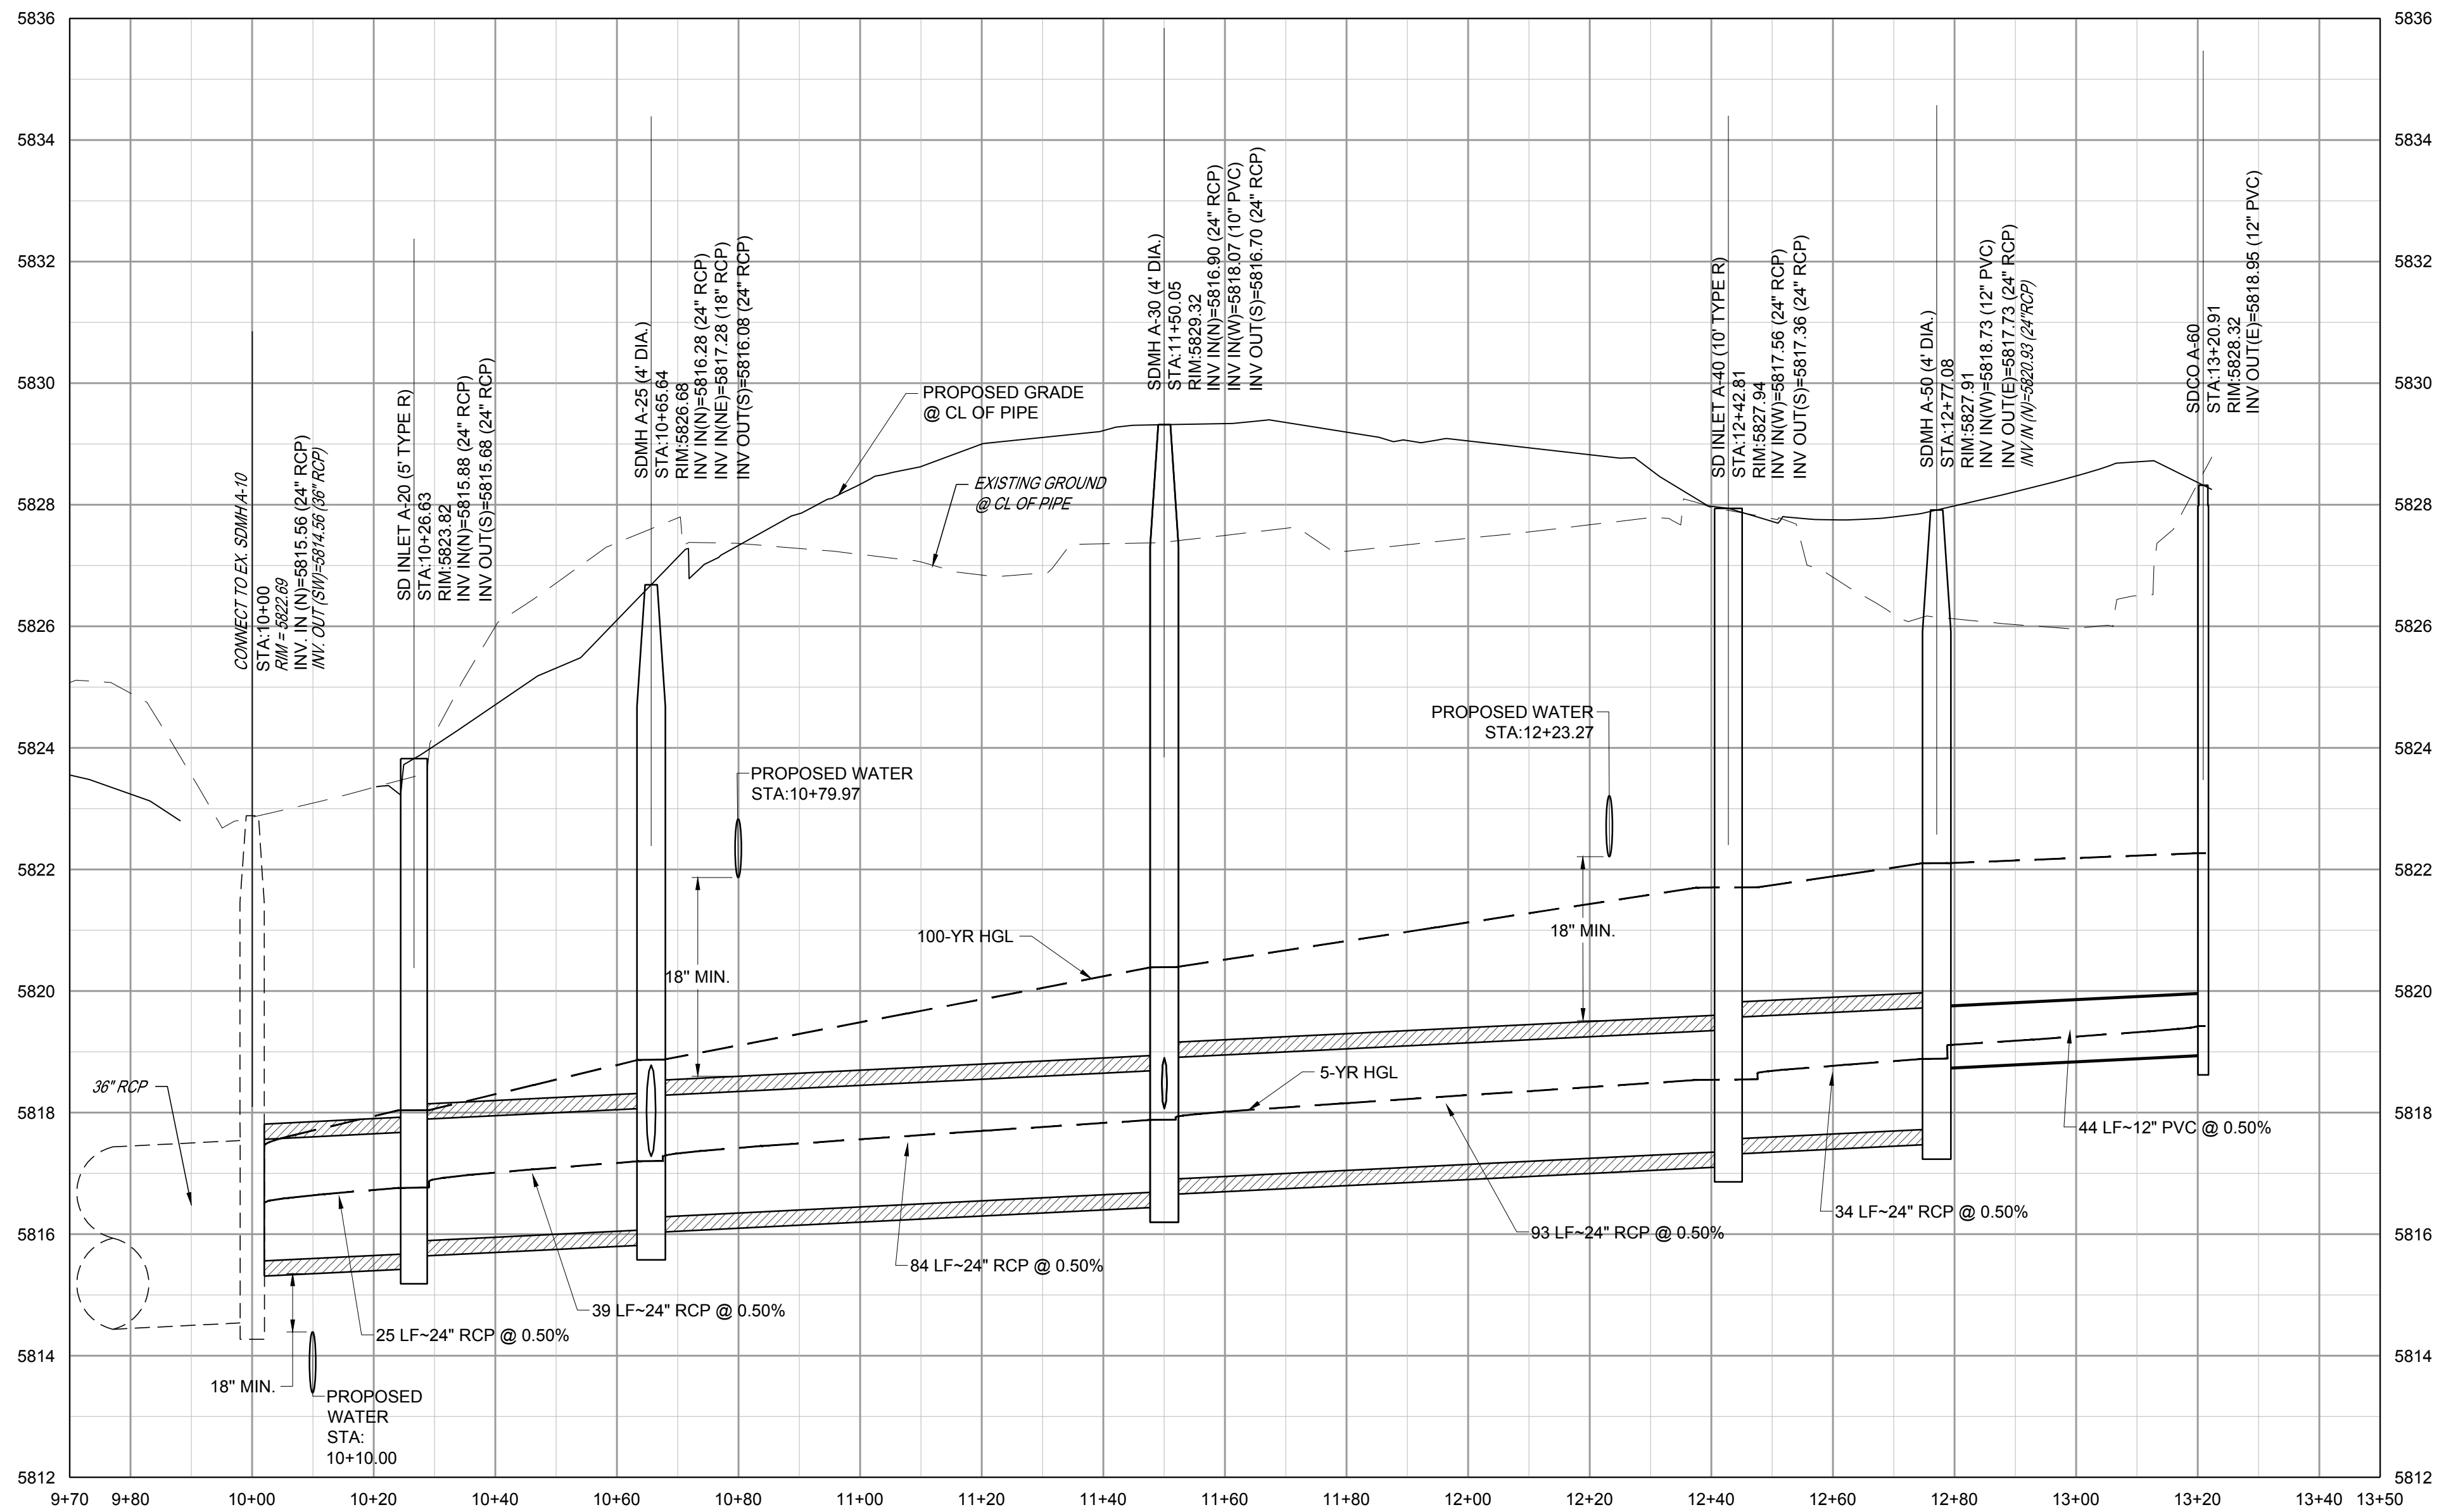 5836
5834
5832
5830
5828
5826
5824
5822
5820
5818
5816
5814
5812
5836
5834
5832
5830
5828
5826
5824
5822
5820
5818
5816
5814
5812
9+70
9+80
10+00
10+20
10+40
10+60
10+80
11+00
11+20
11+40
11+60
11+80
12+00
12+20
12+40
12+60
12+80
13+00
13+20
13+50
CONNECT TO EX. SDMHA-10
STA:10+00
RIM = 5822.69
INV. IN (N)=5815.56 (24" RCP)
INV. OUT (SW)=5814.56 (36" RCP)
SD INLET A-20 (5' TYPE R)
STA:10+26.63
RIM:5823.82
INV IN(N)=5815.88 (24" RCP)
INV OUT(S)=5815.68 (24" RCP)
SDMH A-25 (4' DIA.)
STA:10+65.64
RIM:5826.68
INV IN(N)=5816.28 (24" RCP)
INV IN(NE)=5817.28 (18" RCP)
INV OUT(S)=5816.08 (24" RCP)
SDMH A-30 (4' DIA.)
STA:11+50.05
RIM:5829.32
INV IN(N)=5816.90 (24" RCP)
INV IN(W)=5818.07 (10" PVC)
INV OUT(S)=5816.70 (24" RCP)
SD INLET A-40 (10' TYPE R)
STA:12+42.81
RIM:5827.94
INV IN(W)=5817.56 (24" RCP)
INV OUT(S)=5817.36 (24" RCP)
SDMH A-50 (4' DIA.)
STA:12+77.08
RIM:5827.91
INV IN(W)=5818.73 (12" PVC)
INV OUT(E)=5817.73 (24" RCP)
INV IN (N)=5820.93 (24"RCP)
SDCO A-60
STA:13+20.91
RIM:5828.32
INV OUT(E)=5818.95 (12" PVC)
PROPOSED GRADE
@ CL OF PIPE
EXISTING GROUND
@ CL OF PIPE
PROPOSED WATER
STA:10+79.97
PROPOSED WATER
STA:12+23.27
18" MIN.
100-YR HGL
18" MIN.
5-YR HGL
36" RCP
44 LF~12" PVC @ 0.50%
34 LF~24" RCP @ 0.50%
93 LF~24" RCP @ 0.50%
84 LF~24" RCP @ 0.50%
39 LF~24" RCP @ 0.50%
25 LF~24" RCP @ 0.50%
18" MIN.
PROPOSED
WATER
STA:
10+10.00